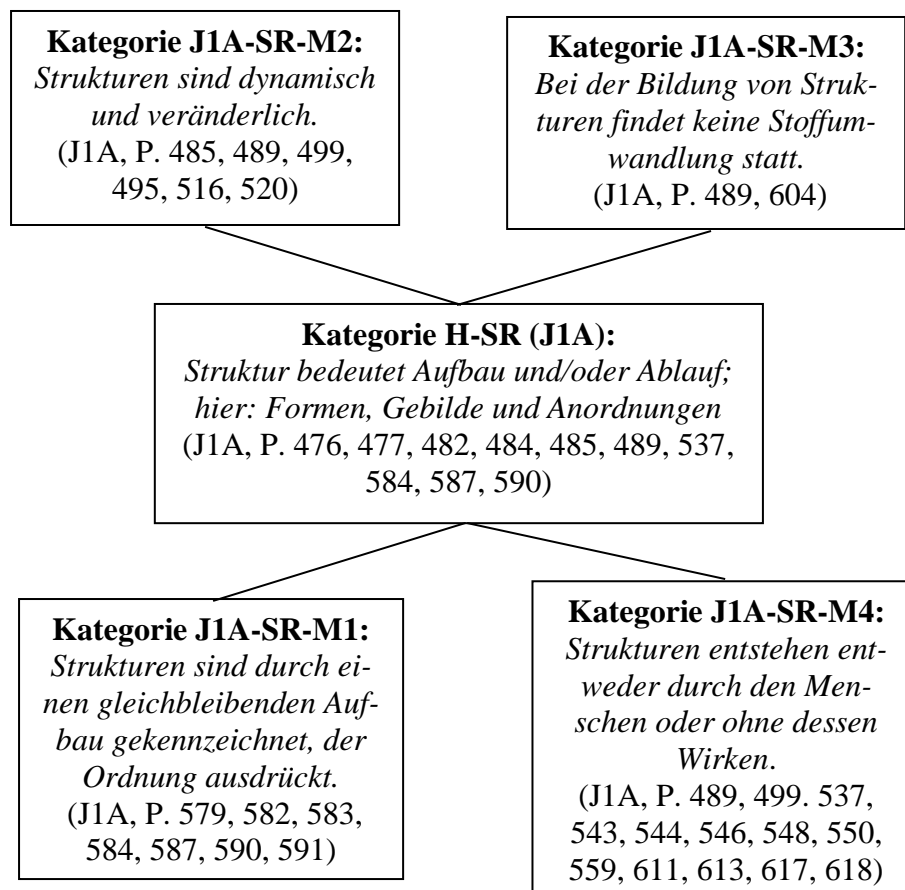 Kategorie J1A-SR-M2:
Strukturen sind dynamisch
und veränderlich.
(J1A, P. 485, 489, 499,
495, 516, 520)
Kategorie J1A-SR-M3:
Bei der Bildung von Struk-
turen findet keine Stoffum-
wandlung statt.
(J1A, P. 489, 604)
Kategorie H-SR (J1A):
Struktur bedeutet Aufbau und/oder Ablauf;
hier: Formen, Gebilde und Anordnungen
(J1A, P. 476, 477, 482, 484, 485, 489, 537,
584, 587, 590)
Kategorie J1A-SR-M1:
Strukturen sind durch ei-
nen gleichbleibenden Auf-
bau gekennzeichnet, der
Ordnung ausdrückt.
(J1A, P. 579, 582, 583,
584, 587, 590, 591)
Kategorie J1A-SR-M4:
Strukturen entstehen ent-
weder durch den Men-
schen oder ohne dessen
Wirken.
(J1A, P. 489, 499. 537,
543, 544, 546, 548, 550,
559, 611, 613, 617, 618)